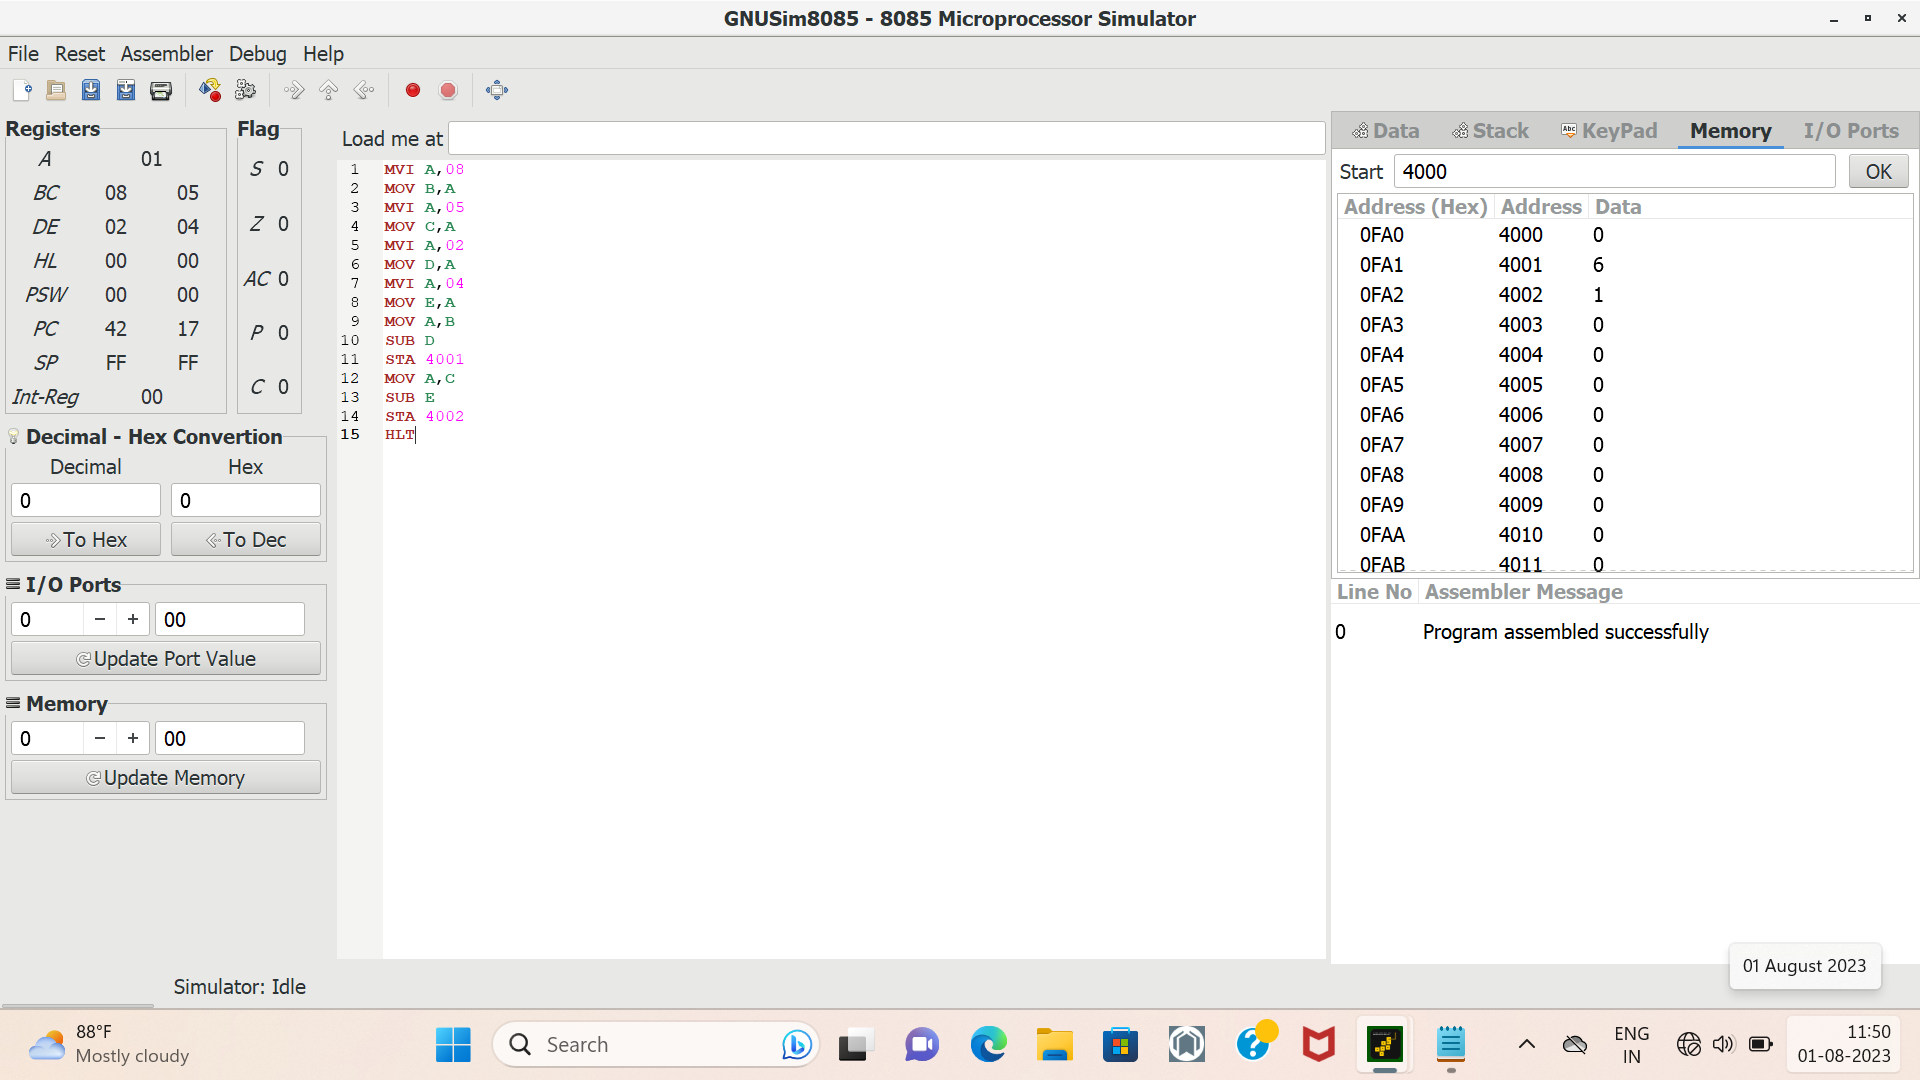 GNUSim8085 - 8085 Microprocessor Simulator
File Reset Assembler Debug Help
Registers
A 01
BC 08 05
DE 02 04
HL 00 00
PSW 00 00
PC 42 17
SP FF FF
Int-Reg 00
Flag
S 0
Z 0
AC 0
P 0
C 0
Decimal - Hex Convertion
Decimal Hex
0 0
To Hex To Dec
I/O Ports
0 − + 00
Update Port Value
Memory
0 − + 00
Update Memory
Load me at
1 MVI A,08
2 MOV B,A
3 MVI A,05
4 MOV C,A
5 MVI A,02
6 MOV D,A
7 MVI A,04
8 MOV E,A
9 MOV A,B
10 SUB D
11 STA 4001
12 MOV A,C
13 SUB E
14 STA 4002
15 HLT
Data Stack Abc KeyPad Memory I/O Ports
Start 4000 OK
Address (Hex) Address Data
0FA0 4000 0
0FA1 4001 6
0FA2 4002 1
0FA3 4003 0
0FA4 4004 0
0FA5 4005 0
0FA6 4006 0
0FA7 4007 0
0FA8 4008 0
0FA9 4009 0
0FAA 4010 0
0FAB 4011 0
Line No Assembler Message
0 Program assembled successfully
01 August 2023
Simulator: Idle
88°F
Mostly cloudy
Search
ENG
IN
11:50
01-08-2023